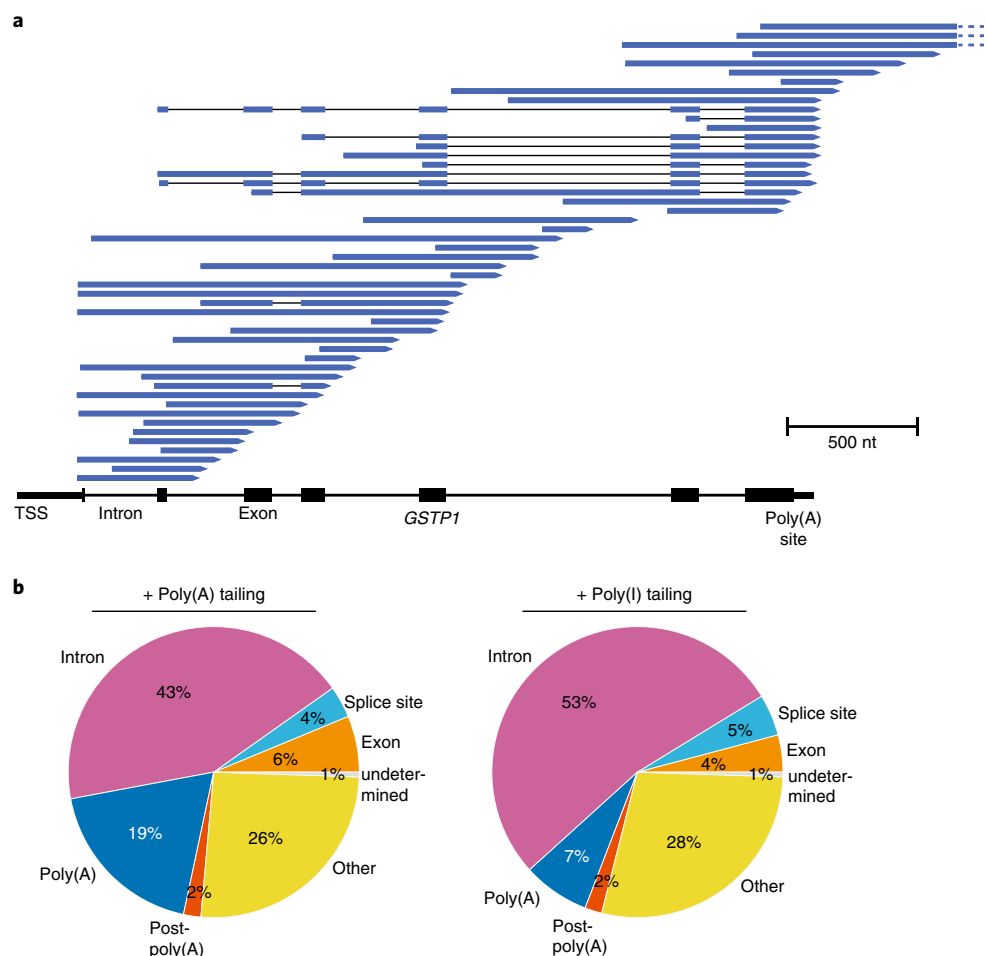 a
500 nt
TSS
Intron
Exon
GSTP1
Poly(A)
site
b
+ Poly(A) tailing
Intron
43%
Splice site
4%
Exon
6%
1%
undeter-
mined
19%
26%
Poly(A)
Other
2%
Post-
poly(A)
+ Poly(I) tailing
Intron
53%
Splice site
5%
Exon
4%
1%
undeter-
mined
7%
28%
Poly(A)
Other
2%
Post-
poly(A)